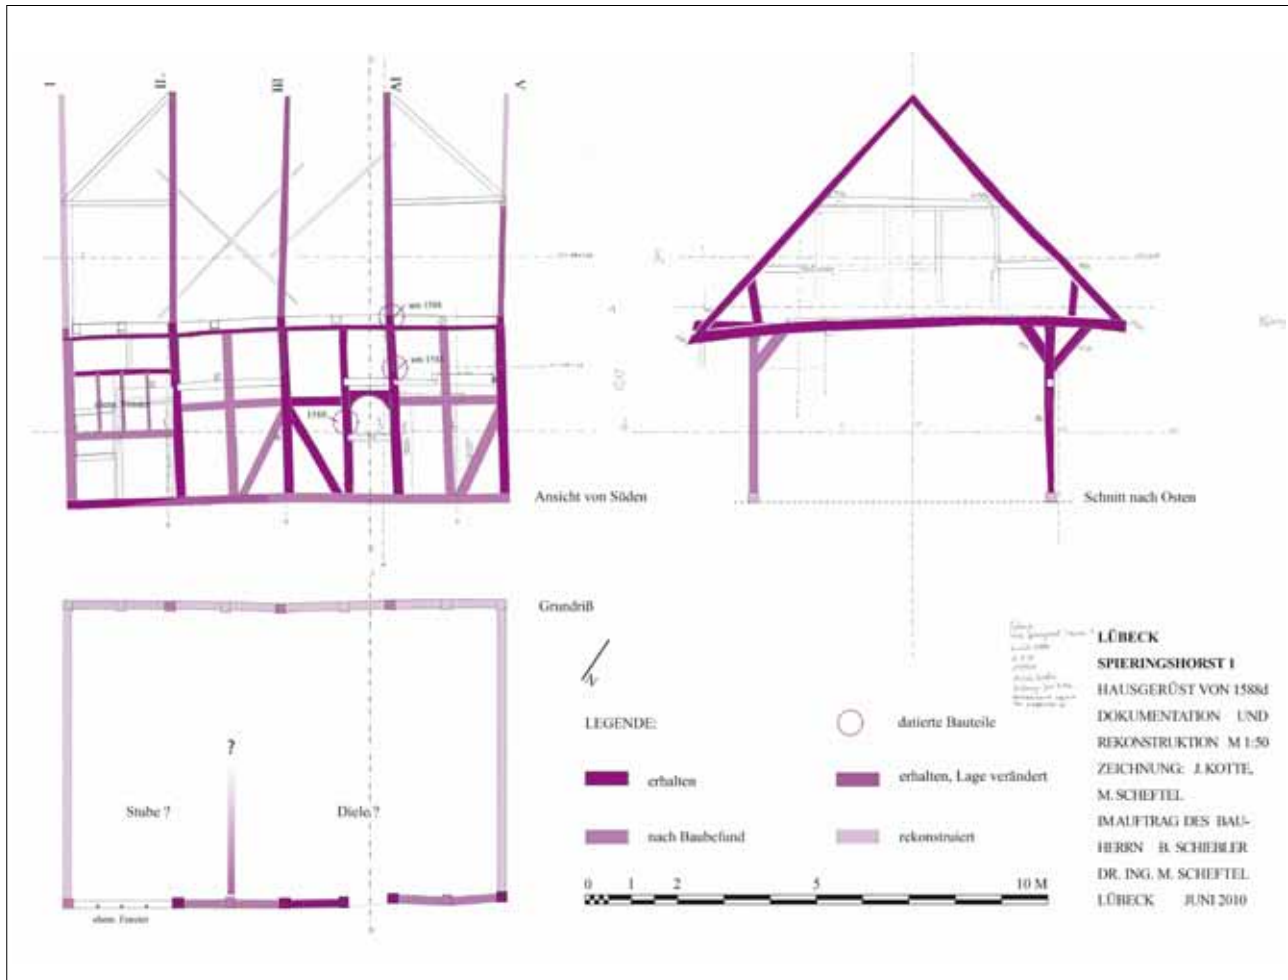 I
II
III
IV
V
um 1588
1588
Ansicht von Süden
Schnitt nach Osten
Grundriß
N
?
Stube ?
Diele ?
ehem. Fenster
LEGENDE:
datierte Bauteile
erhalten
erhalten, Lage verändert
nach Baubefund
rekonstruiert
0 1 2 5 10 M
LÜBECK
SPIERINGSHORST 1
HAUSGERÜST VON 1588d
DOKUMENTATION UND
REKONSTRUKTION M 1:50
ZEICHNUNG: J. KOTTE,
M. SCHEFTEL
IM AUFTRAG DES BAU-
HERRN B. SCHIEBLER
DR. ING. M. SCHEFTEL
LÜBECK JUNI 2010